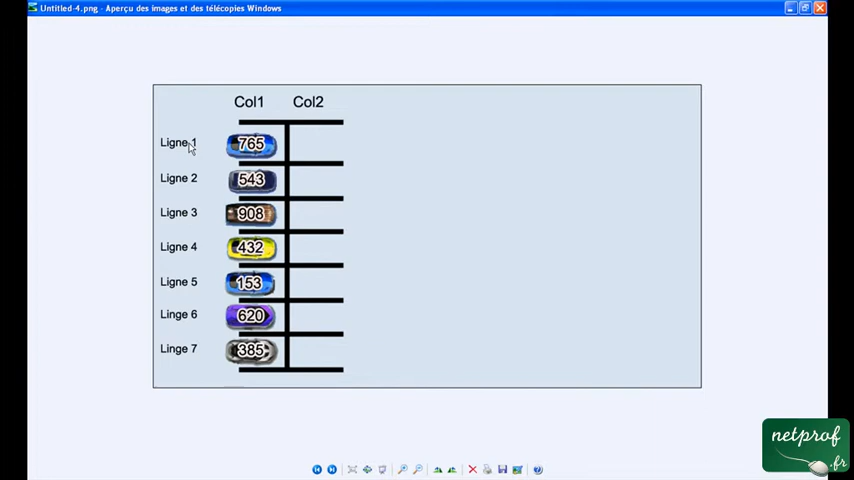 Untitled-4.png - Aperçu des images et des télécopies Windows
Col1 Col2
Ligne 1 765
Ligne 2 543
Ligne 3 908
Ligne 4 432
Ligne 5 153
Linge 6 620
Linge 7 385
netprof
.fr